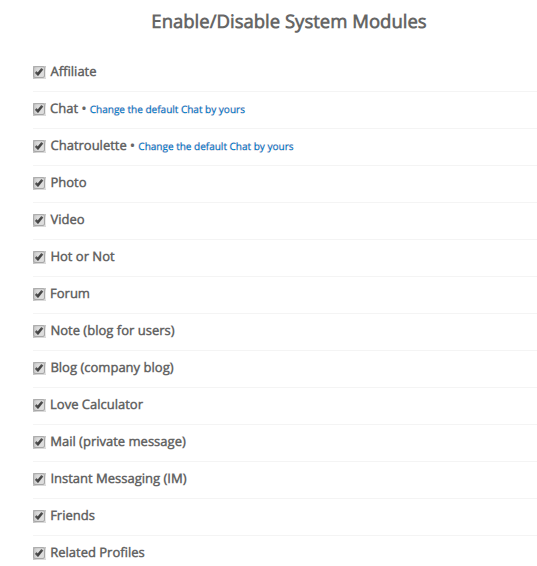 Enable/Disable System Modules
Affiliate
Chat • Change the default Chat by yours
Chatroulette • Change the default Chat by yours
Photo
Video
Hot or Not
Forum
Note (blog for users)
Blog (company blog)
Love Calculator
Mail (private message)
Instant Messaging (IM)
Friends
Related Profiles